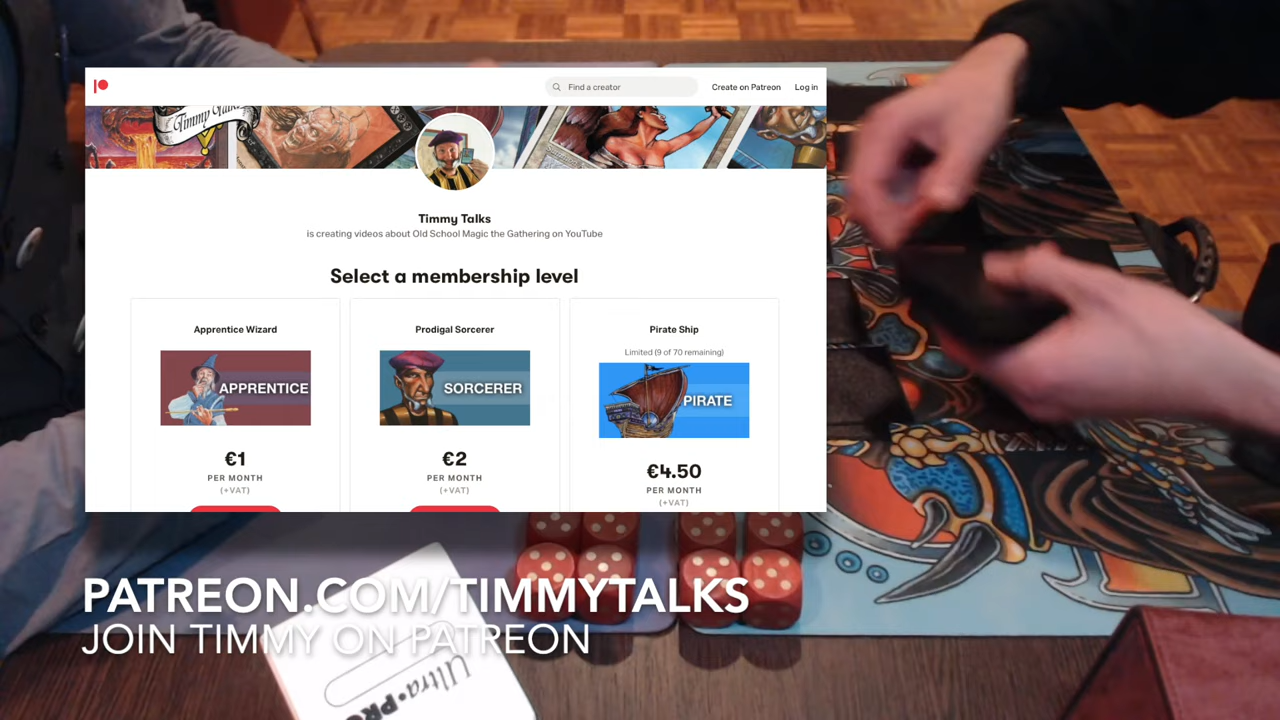 Find a creator
Create on Patreon
Log in
Timmy Talks
Timmy Talks
is creating videos about Old School Magic the Gathering on YouTube
Select a membership level
Apprentice Wizard
Prodigal Sorcerer
Pirate Ship
Limited (9 of 70 remaining)
APPRENTICE
SORCERER
PIRATE
€1
€2
€4.50
PER MONTH
PER MONTH
PER MONTH
(+VAT)
(+VAT)
(+VAT)
PATREON.COM/TIMMYTALKS
JOIN TIMMY ON PATREON
Ultra•PRO